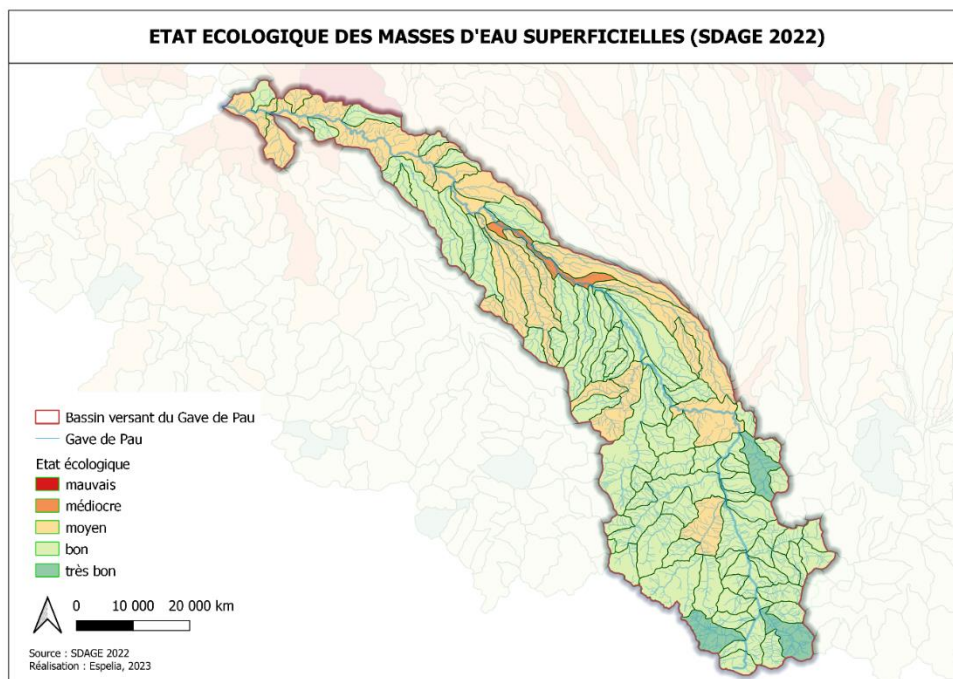 ETAT ECOLOGIQUE DES MASSES D'EAU SUPERFICIELLES (SDAGE 2022)
Bassin versant du Gave de Pau
Gave de Pau
Etat écologique
mauvais
médiocre
moyen
bon
très bon
0 10 000 20 000 km
Source : SDAGE 2022
Réalisation : Espelia, 2023